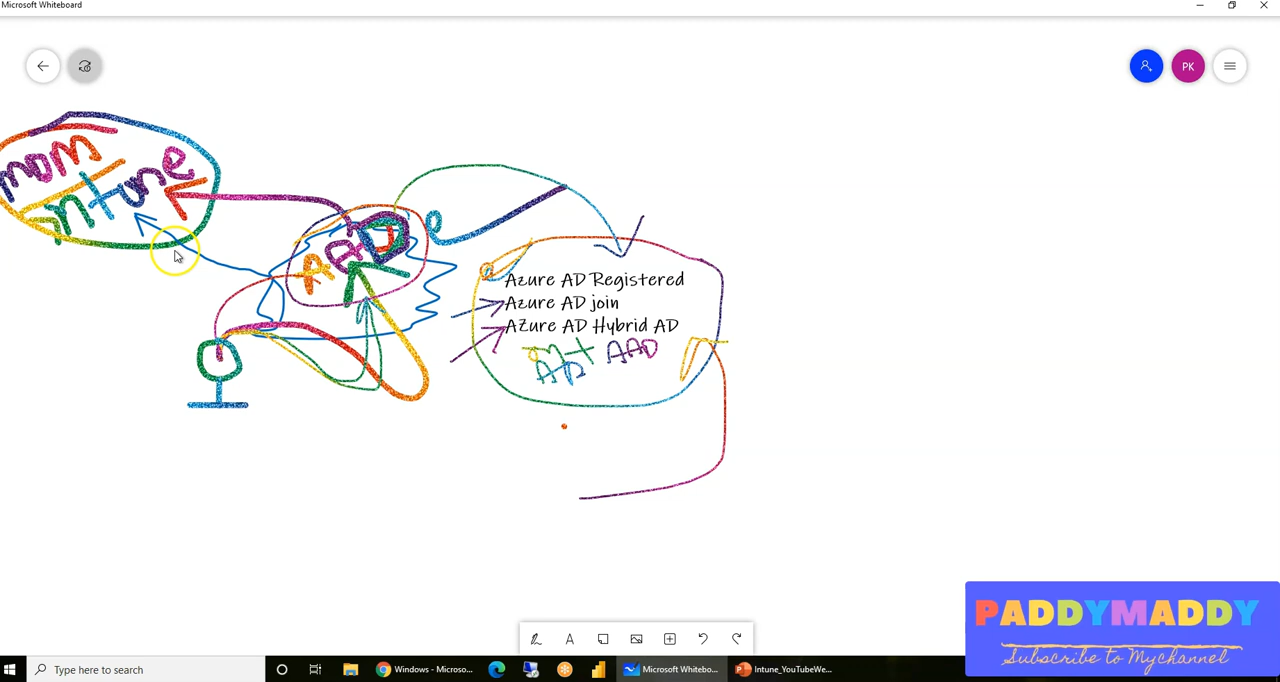 Microsoft Whiteboard
PK
mDm
intune
AAD
Azure AD Registered
Azure AD join
AZure AD Hybrid AD
AAD
AD
PADDYMADDY
Subscribe to Mychannel
Type here to search
Windows - Microso...
Microsoft Whitebo...
Intune_YouTubeWe...